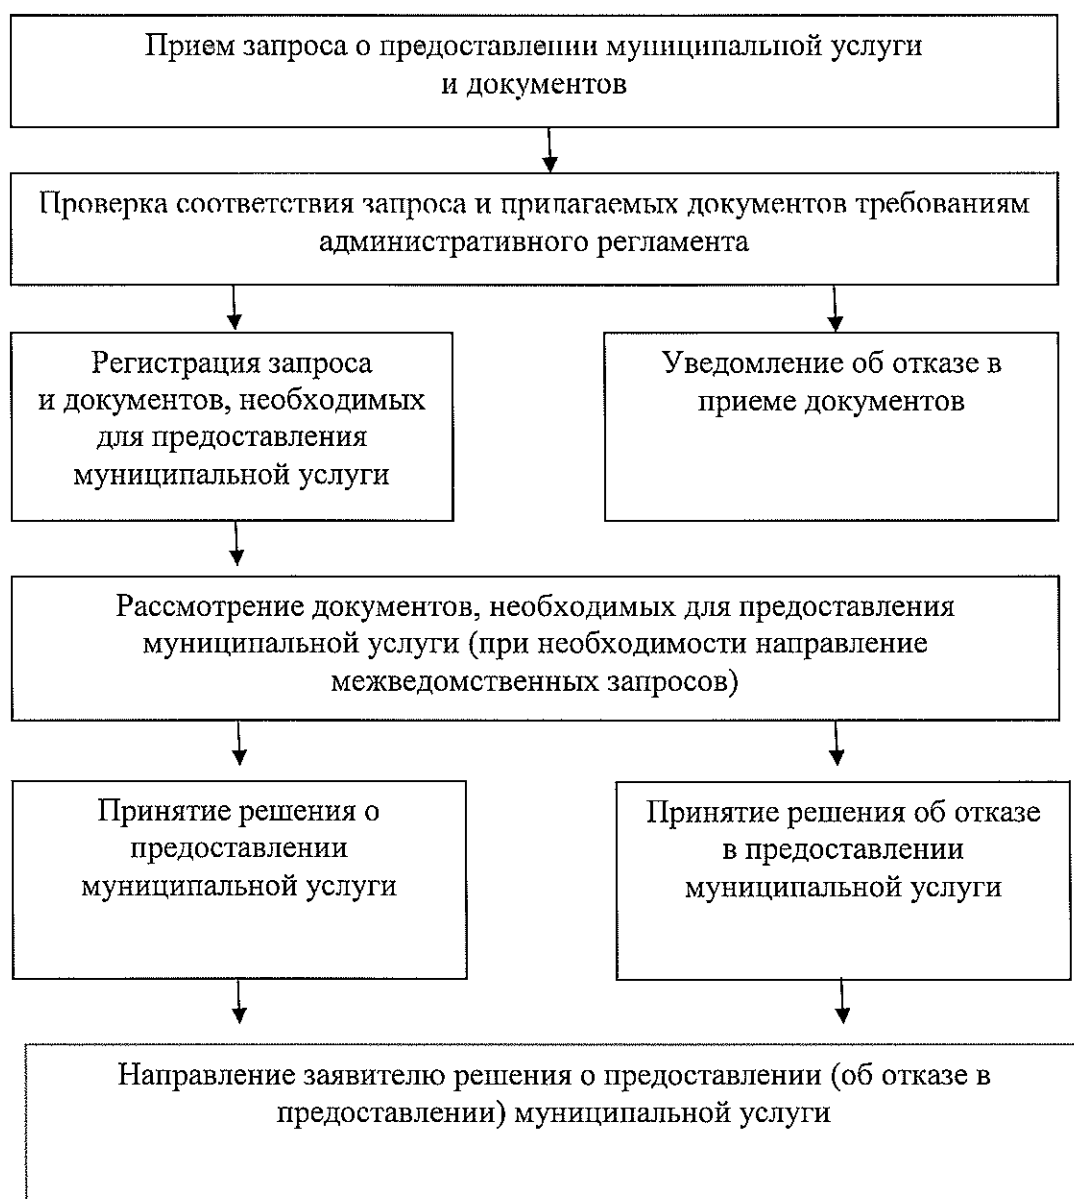 Прием запроса о предоставлении муниципальной услуги
и документов
Проверка соответствия запроса и прилагаемых документов требованиям
административного регламента
Регистрация запроса
и документов, необходимых
для предоставления
муниципальной услуги
Уведомление об отказе в
приеме документов
Рассмотрение документов, необходимых для предоставления
муниципальной услуги (при необходимости направление
межведомственных запросов)
Принятие решения о
предоставлении
муниципальной услуги
Принятие решения об отказе
в предоставлении
муниципальной услуги
Направление заявителю решения о предоставлении (об отказе в
предоставлении) муниципальной услуги